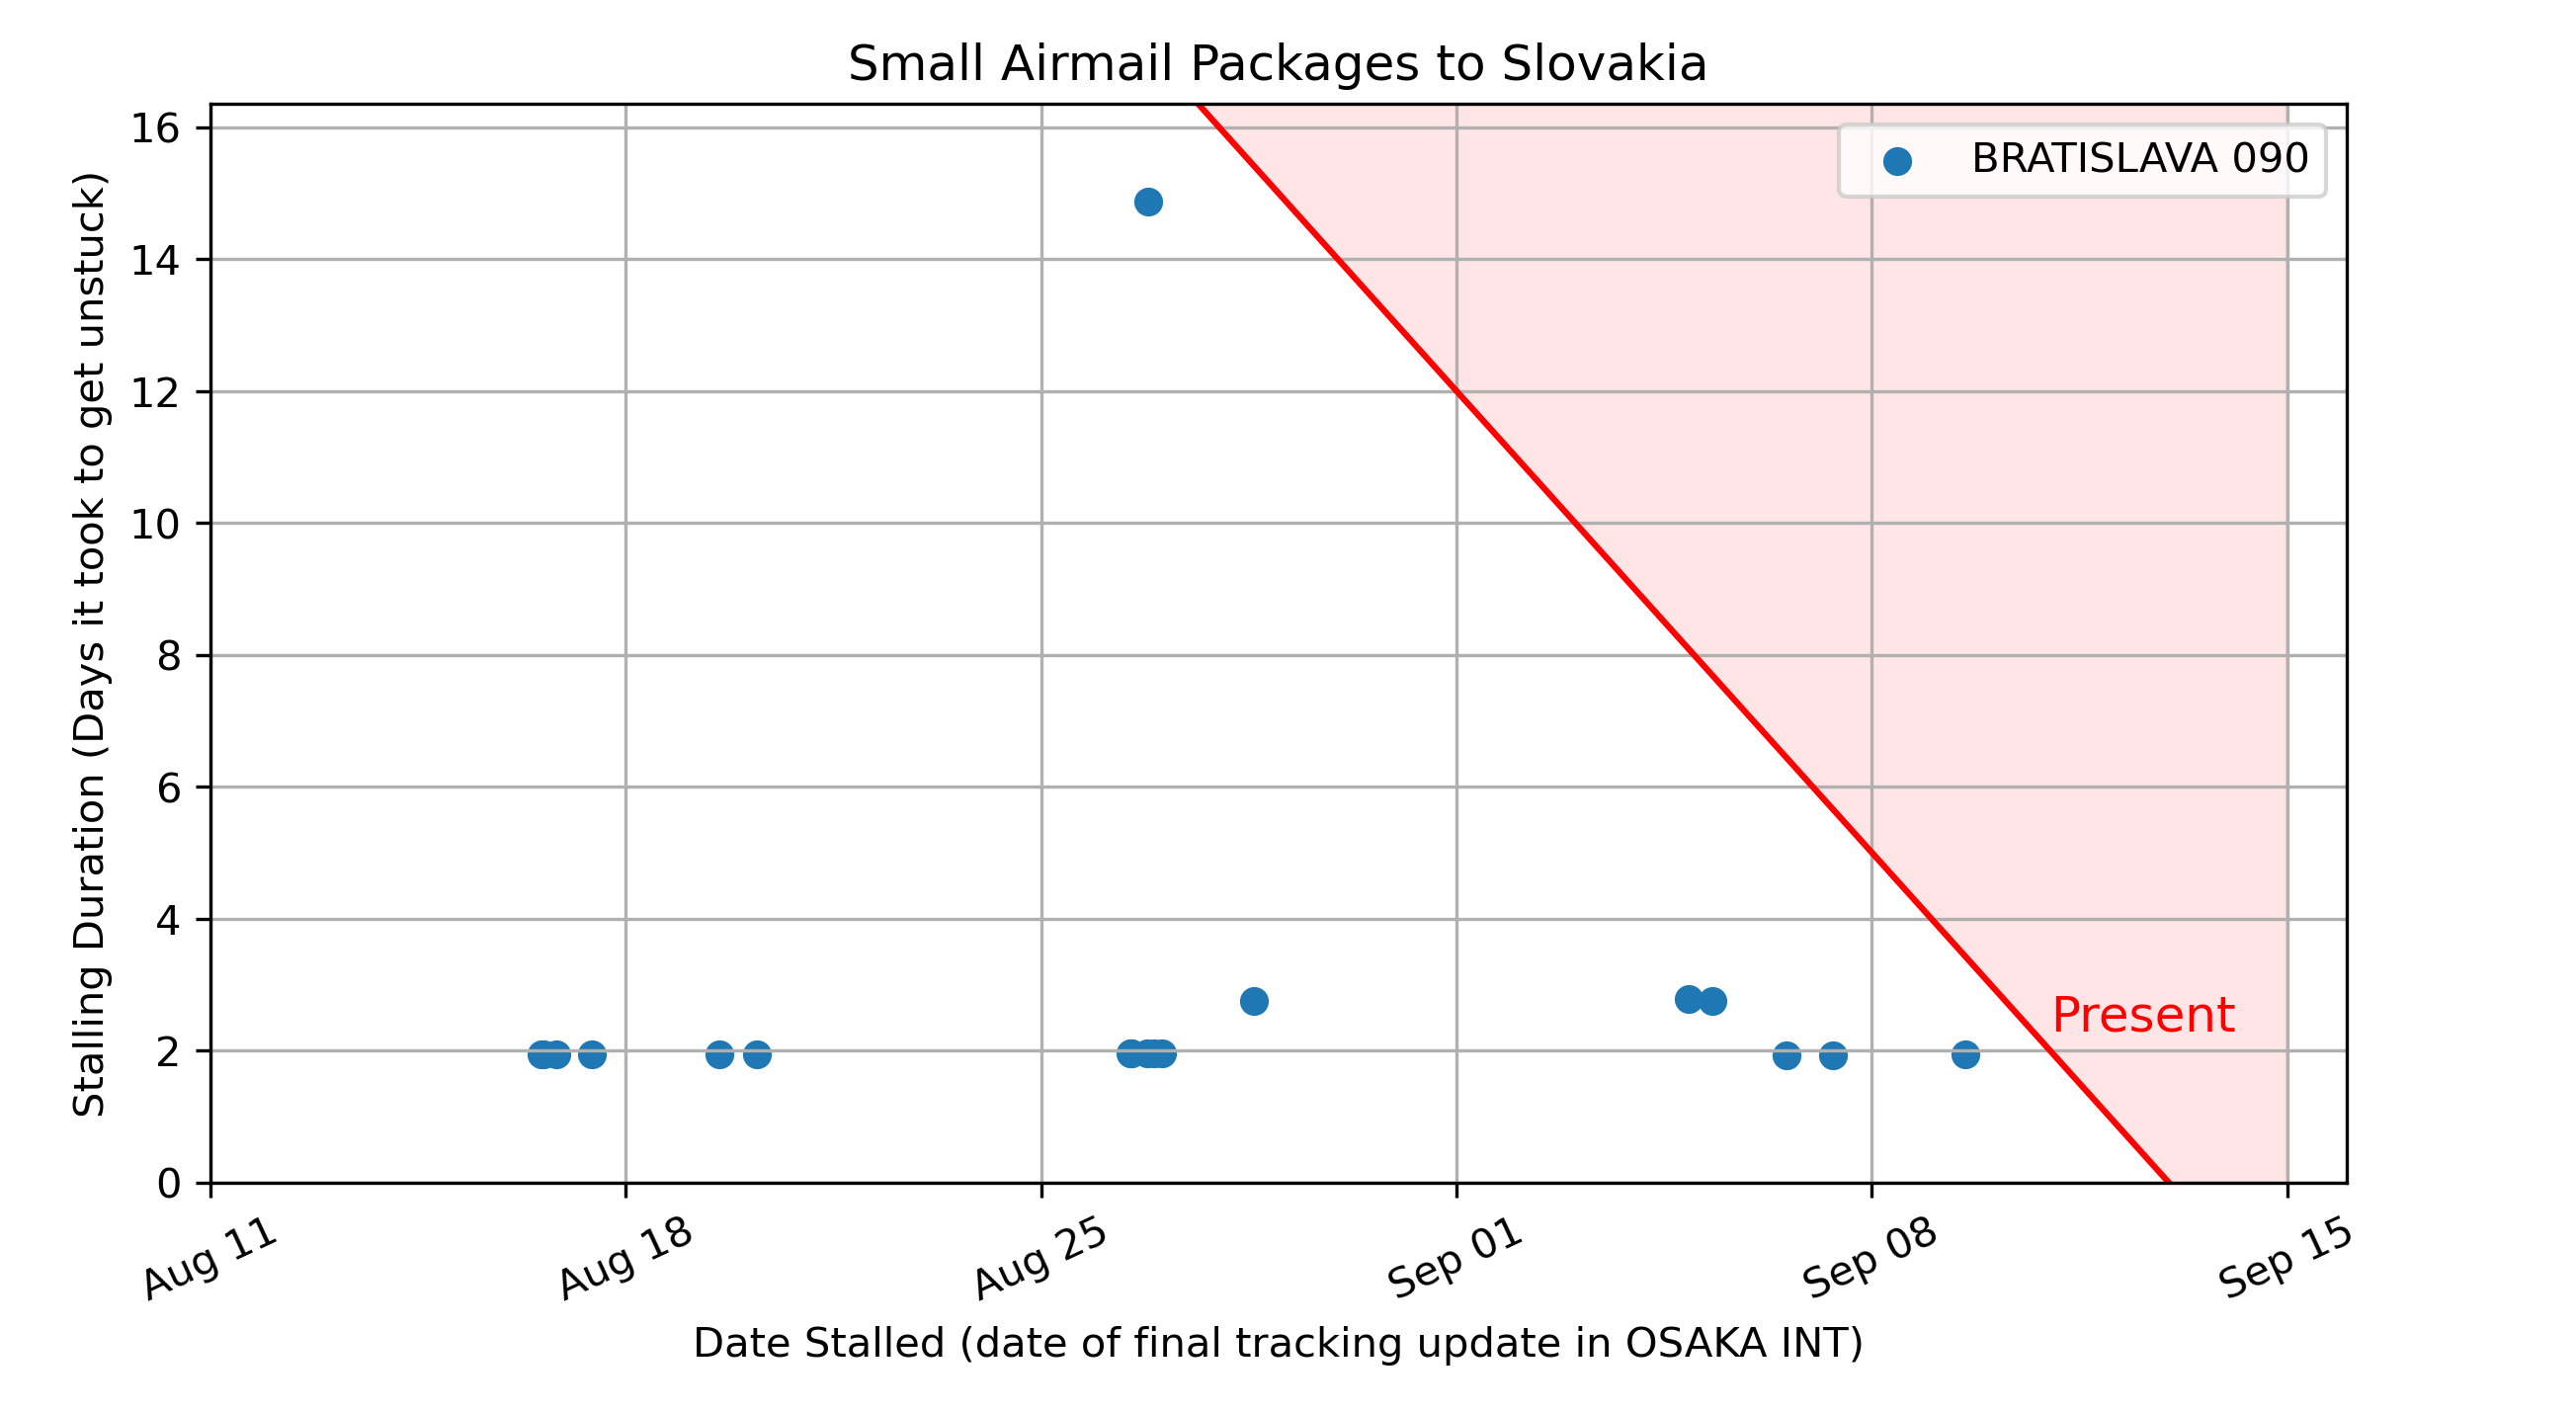 Small Airmail Packages to Slovakia
BRATISLAVA 090
Stalling Duration (Days it took to get unstuck)
16
14
12
10
8
6
4
2
0
Present
Aug 11
Aug 18
Aug 25
Sep 01
Sep 08
Sep 15
Date Stalled (date of final tracking update in OSAKA INT)